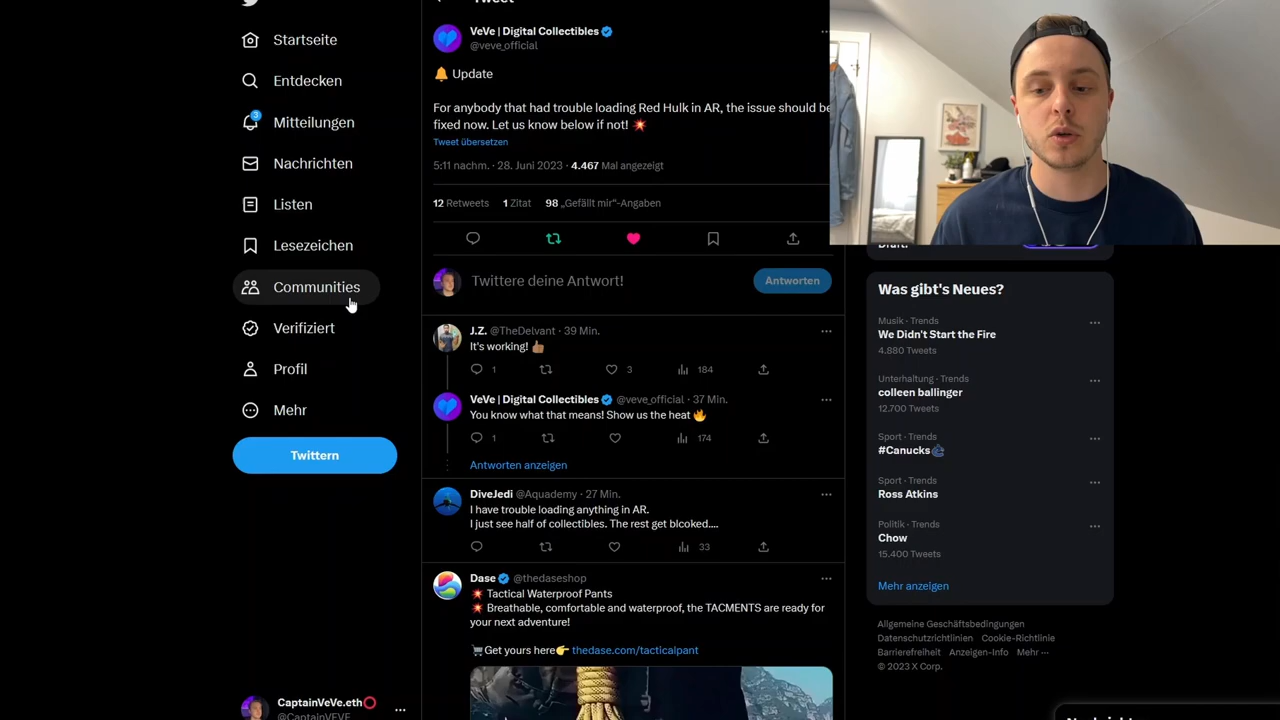 Tweet
Startseite
Entdecken
3
Mitteilungen
Nachrichten
Listen
Lesezeichen
Communities
Verifiziert
Profil
Mehr
Twittern
CaptainVeVe.eth⭕
@CaptainVEVE
VeVe | Digital Collectibles
@veve_official
🔔 Update
For anybody that had trouble loading Red Hulk in AR, the issue should be
fixed now. Let us know below if not! 💥
Tweet übersetzen
5:11 nachm. · 28. Juni 2023 · 4.467 Mal angezeigt
12 Retweets 1 Zitat 98 „Gefällt mir“-Angaben
Twittere deine Antwort!
Antworten
J.Z. @TheDelvant · 39 Min.
It's working! 👍🏽
1 3 184
VeVe | Digital Collectibles @veve_official · 37 Min.
You know what that means! Show us the heat 🔥
1 174
Antworten anzeigen
DiveJedi @Aquademy · 27 Min.
I have trouble loading anything in AR.
I just see half of collectibles. The rest get blcoked....
33
Dase @thedaseshop
💥 Tactical Waterproof Pants
💥 Breathable, comfortable and waterproof, the TACMENTS are ready for
your next adventure!
🛒Get yours here👉 thedase.com/tacticalpant
Was gibt's Neues?
Musik · Trends
We Didn't Start the Fire
4.880 Tweets
Unterhaltung · Trends
colleen ballinger
12.700 Tweets
Sport · Trends
#Canucks
Sport · Trends
Ross Atkins
Politik · Trends
Chow
15.400 Tweets
Mehr anzeigen
Allgemeine Geschäftsbedingungen
Datenschutzrichtlinien Cookie-Richtlinie
Barrierefreiheit Anzeigen-Info Mehr ···
© 2023 X Corp.